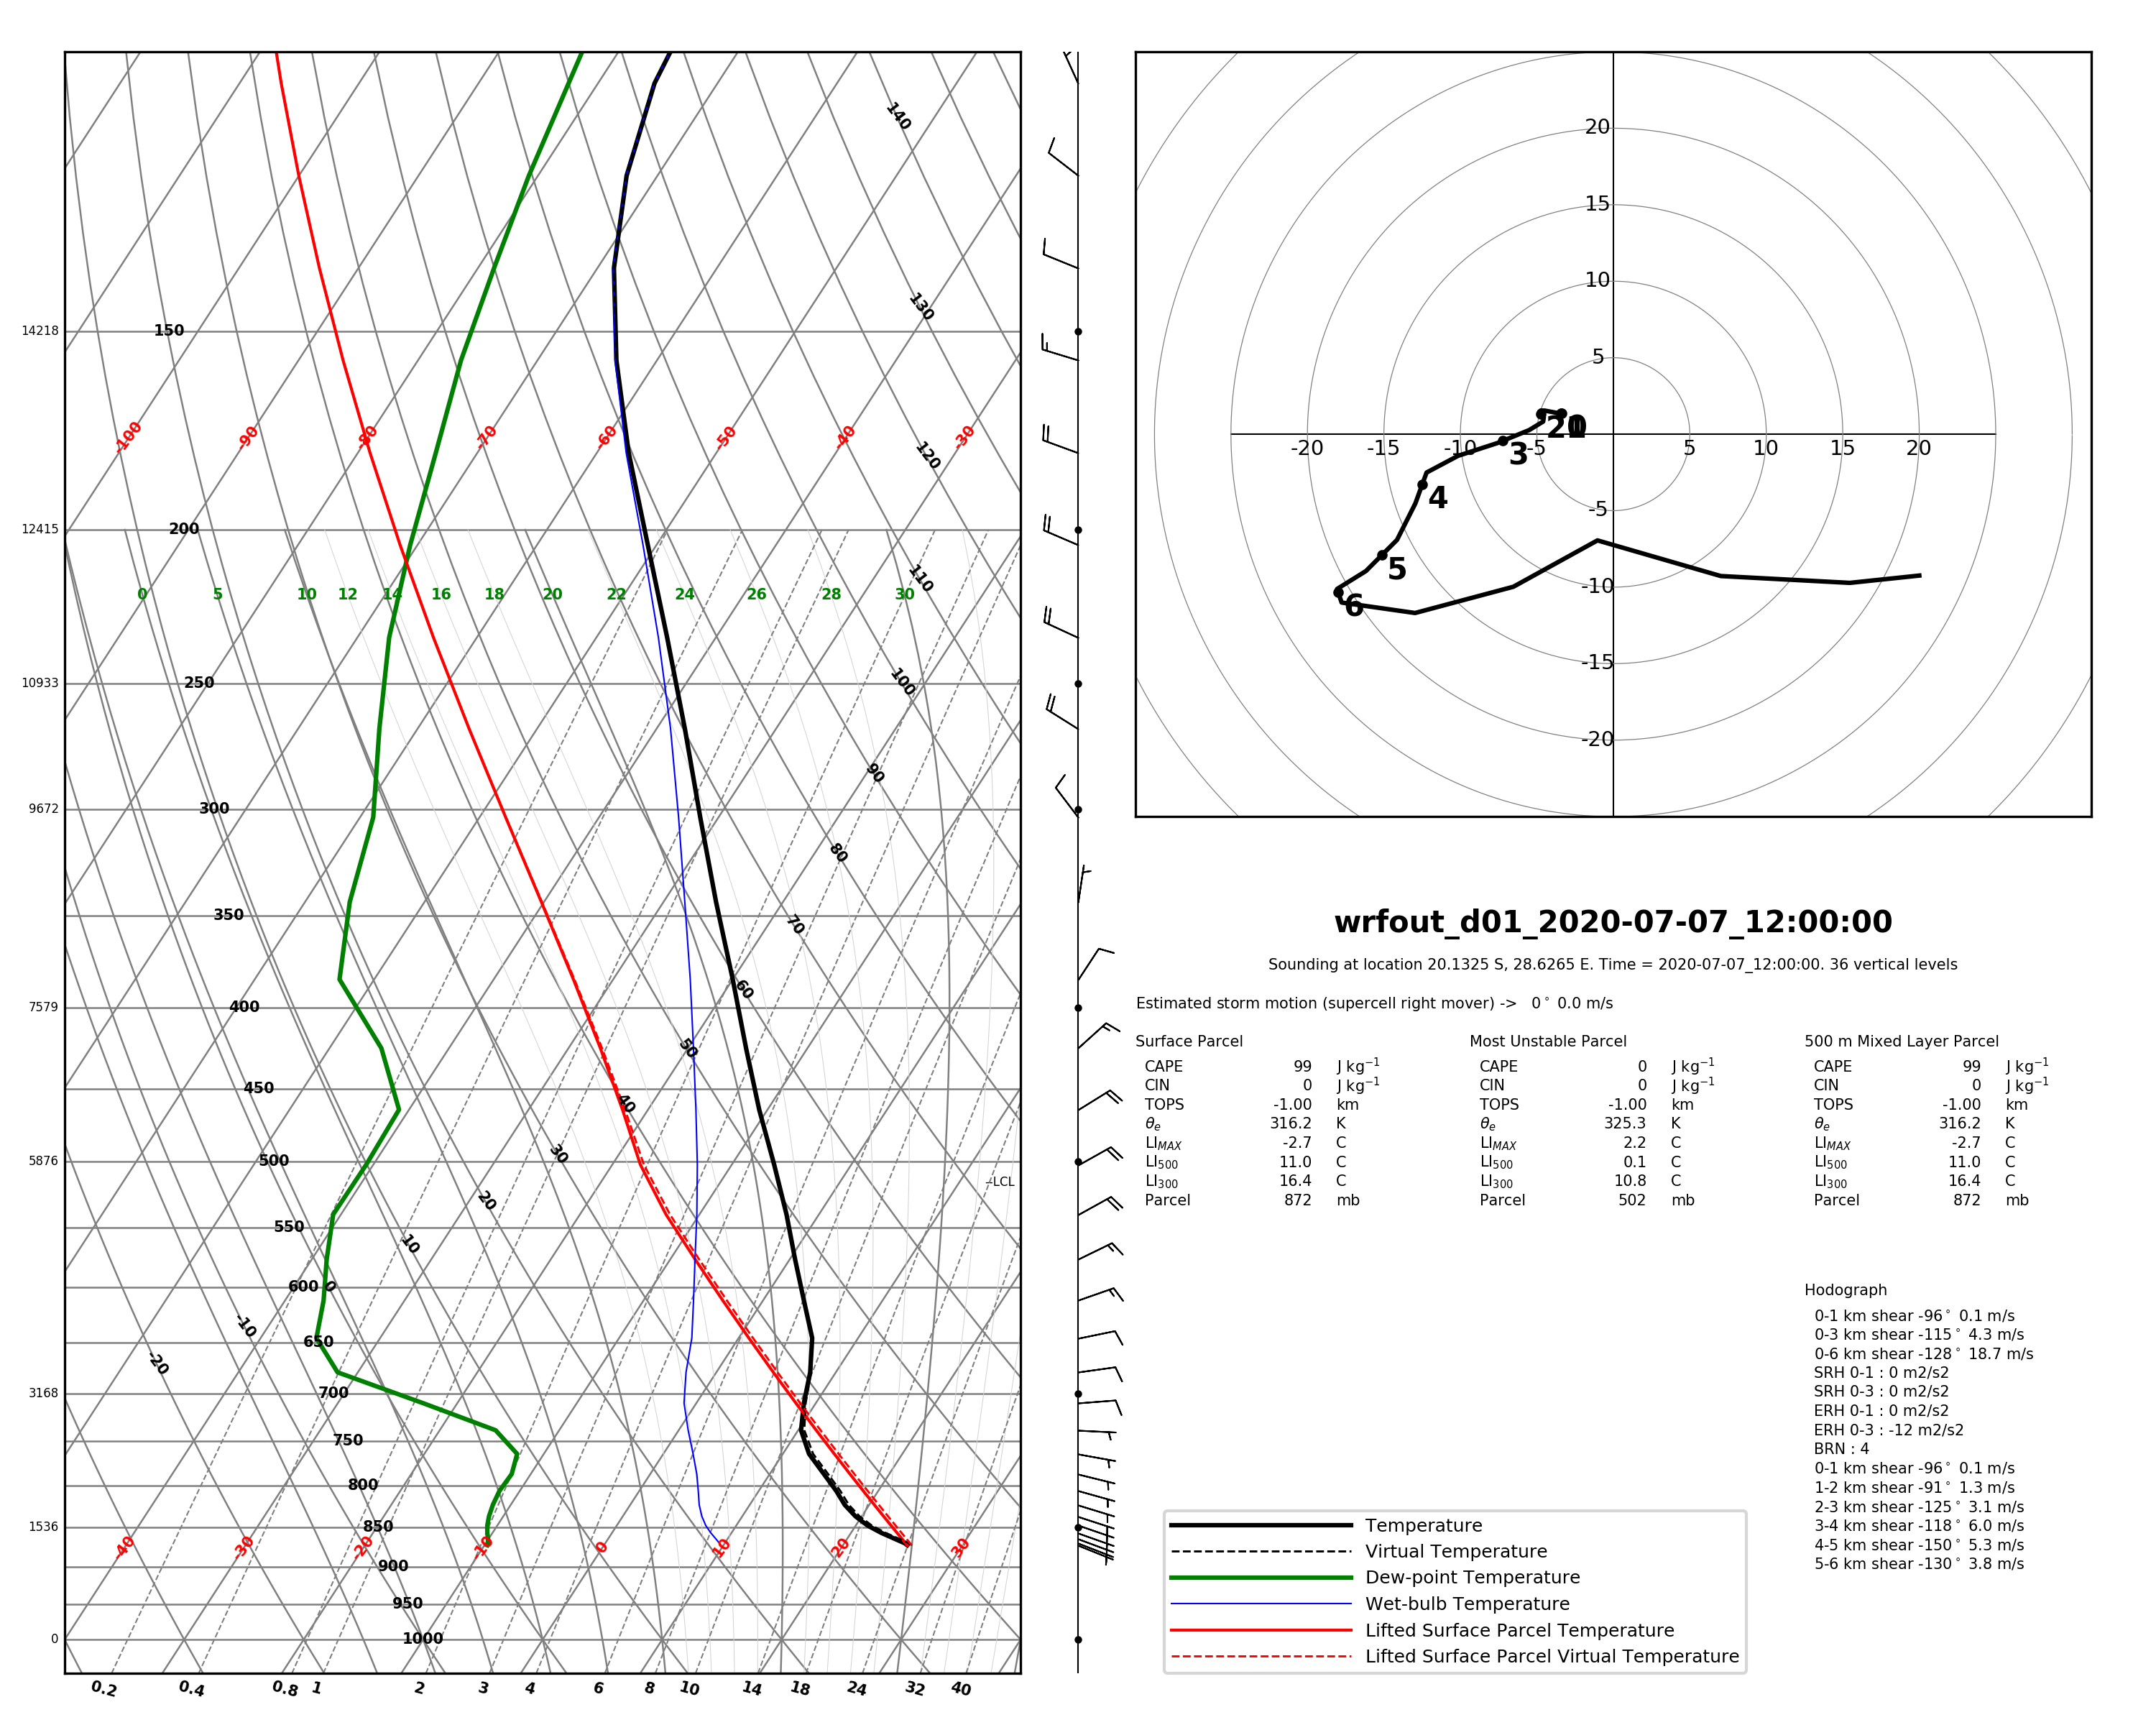 140
20
15
10
5
-20 -15 -10 -5 5 10 15 20
-5
-10
-15
-20
2 1 0
3
4
5
6
130
14218 150
-100 -90 -80 -70 -60 -50 -40 -30
120
12415 200
110
0 5 10 12 14 16 18 20 22 24 26 28 30
100
10933 250
90
9672 300
80
350
70
60
7579 400
50
450
40
5876 500
30
--LCL
20
550
10
600 0
-10
650
-20
3168 700
750
800
1536 850
-40 -30 -20 -10 0 10 20 30
900
950
0 1000
0.2 0.4 0.8 1 2 3 4 6 8 10 14 18 24 32 40
wrfout_d01_2020-07-07_12:00:00
Sounding at location 20.1325 S, 28.6265 E. Time = 2020-07-07_12:00:00. 36 vertical levels
Estimated storm motion (supercell right mover) -> 0° 0.0 m/s
Surface Parcel
CAPE 99 J kg⁻¹
CIN 0 J kg⁻¹
TOPS -1.00 km
θe 316.2 K
LI_MAX -2.7 C
LI₅₀₀ 11.0 C
LI₃₀₀ 16.4 C
Parcel 872 mb
Most Unstable Parcel
CAPE 0 J kg⁻¹
CIN 0 J kg⁻¹
TOPS -1.00 km
θe 325.3 K
LI_MAX 2.2 C
LI₅₀₀ 0.1 C
LI₃₀₀ 10.8 C
Parcel 502 mb
500 m Mixed Layer Parcel
CAPE 99 J kg⁻¹
CIN 0 J kg⁻¹
TOPS -1.00 km
θe 316.2 K
LI_MAX -2.7 C
LI₅₀₀ 11.0 C
LI₃₀₀ 16.4 C
Parcel 872 mb
Hodograph
0-1 km shear -96° 0.1 m/s
0-3 km shear -115° 4.3 m/s
0-6 km shear -128° 18.7 m/s
SRH 0-1 : 0 m2/s2
SRH 0-3 : 0 m2/s2
ERH 0-1 : 0 m2/s2
ERH 0-3 : -12 m2/s2
BRN : 4
0-1 km shear -96° 0.1 m/s
1-2 km shear -91° 1.3 m/s
2-3 km shear -125° 3.1 m/s
3-4 km shear -118° 6.0 m/s
4-5 km shear -150° 5.3 m/s
5-6 km shear -130° 3.8 m/s
Temperature
Virtual Temperature
Dew-point Temperature
Wet-bulb Temperature
Lifted Surface Parcel Temperature
Lifted Surface Parcel Virtual Temperature